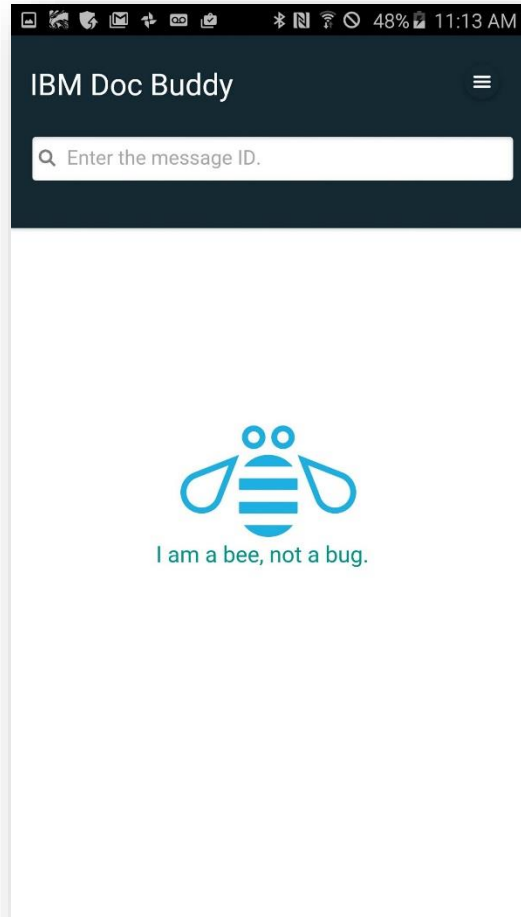 48% 11:13 AM
IBM Doc Buddy
Enter the message ID.
I am a bee, not a bug.